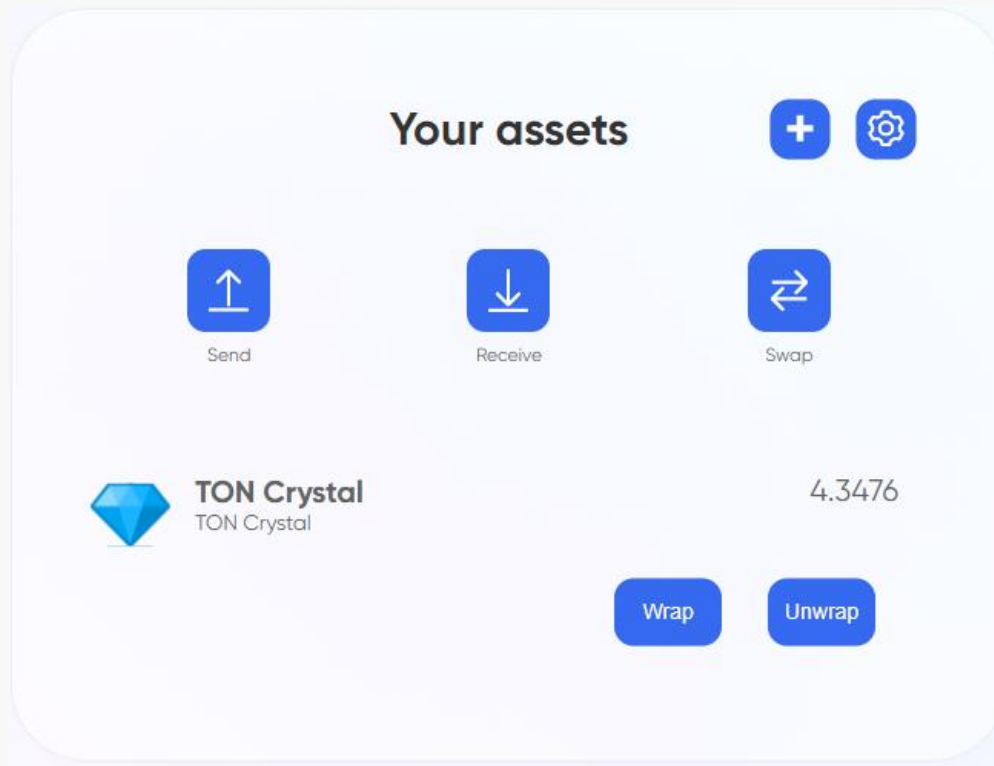 Your assets
Send
Receive
Swap
TON Crystal
4.3476
TON Crystal
Wrap
Unwrap